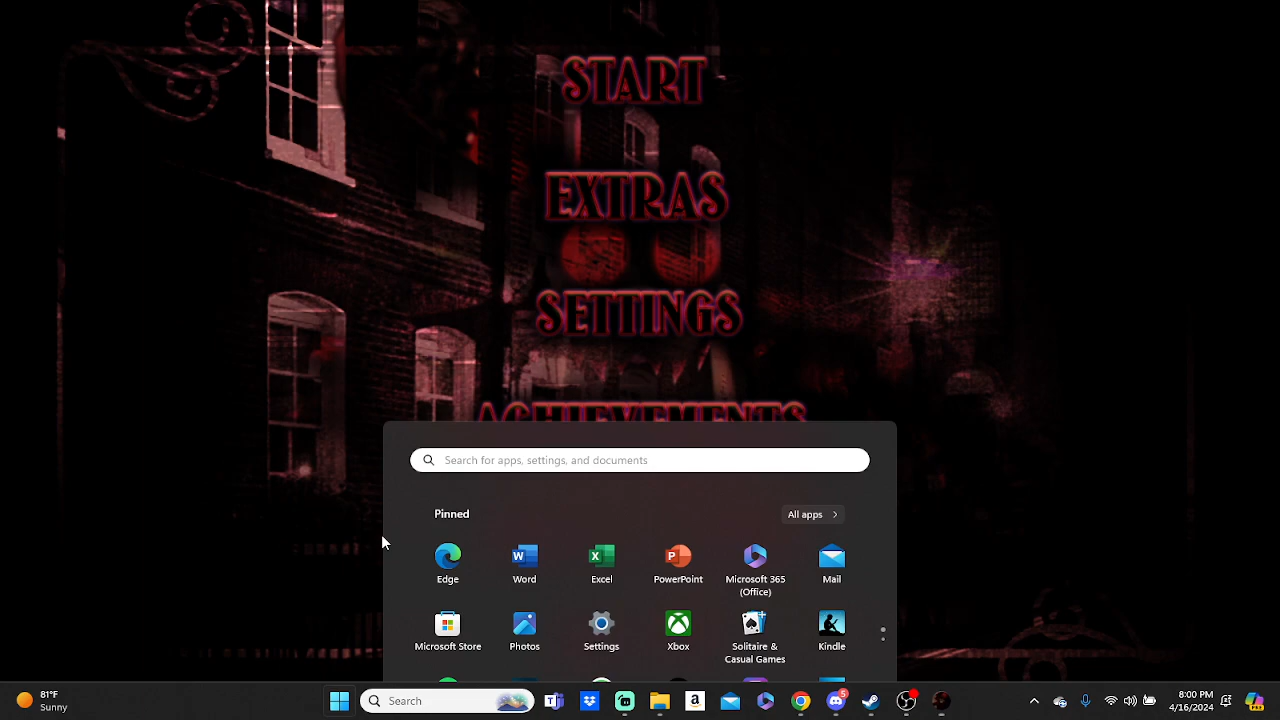 START
EXTRAS
SETTINGS
ACHIEVEMENTS
Search for apps, settings, and documents
Pinned
All apps
Edge
Word
Excel
PowerPoint
Microsoft 365
(Office)
Mail
Microsoft Store
Photos
Settings
Xbox
Solitaire &
Casual Games
Kindle
81°F
Sunny
Search
5
8:00 PM
4/16/2024